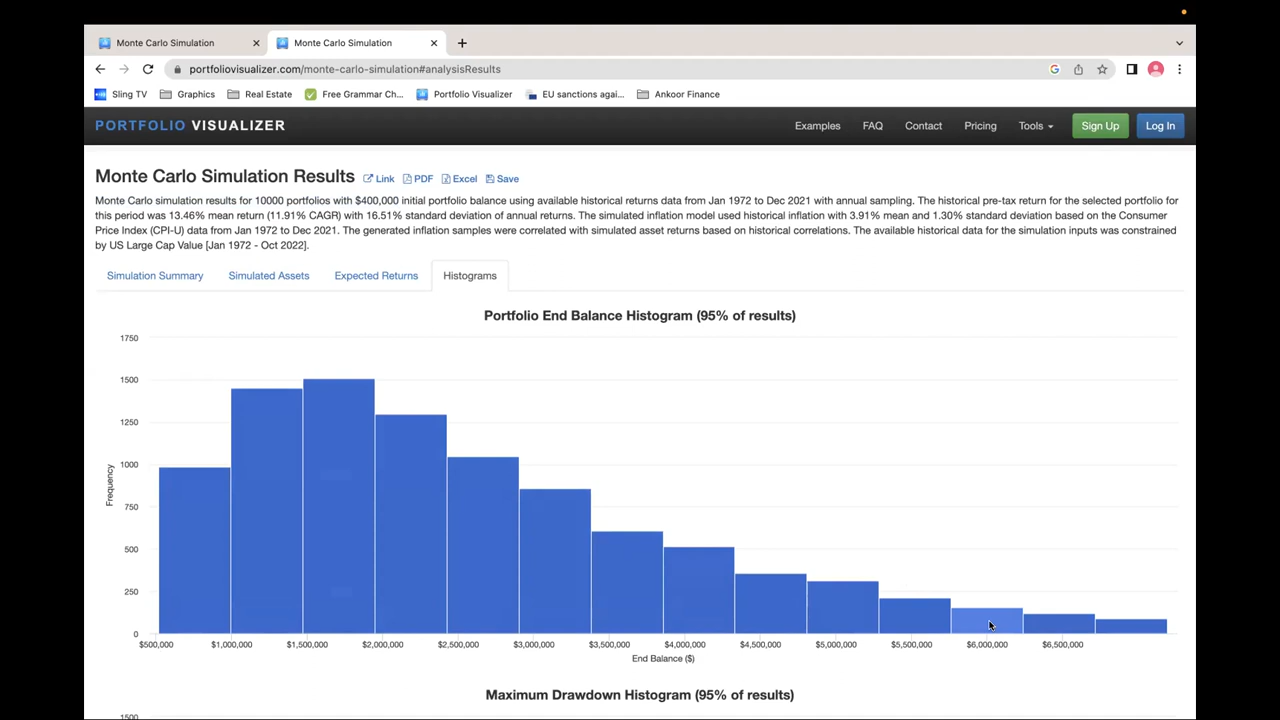 Monte Carlo Simulation
Monte Carlo Simulation
portfoliovisualizer.com/monte-carlo-simulation#analysisResults
Sling TV
Graphics
Real Estate
Free Grammar Ch...
Portfolio Visualizer
EU sanctions agai...
Ankoor Finance
PORTFOLIO VISUALIZER
Examples
FAQ
Contact
Pricing
Tools
Sign Up
Log In
Monte Carlo Simulation Results
Link
PDF
Excel
Save
Monte Carlo simulation results for 10000 portfolios with $400,000 initial portfolio balance using available historical returns data from Jan 1972 to Dec 2021 with annual sampling. The historical pre-tax return for the selected portfolio for
this period was 13.46% mean return (11.91% CAGR) with 16.51% standard deviation of annual returns. The simulated inflation model used historical inflation with 3.91% mean and 1.30% standard deviation based on the Consumer
Price Index (CPI-U) data from Jan 1972 to Dec 2021. The generated inflation samples were correlated with simulated asset returns based on historical correlations. The available historical data for the simulation inputs was constrained
by US Large Cap Value [Jan 1972 - Oct 2022].
Simulation Summary
Simulated Assets
Expected Returns
Histograms
Portfolio End Balance Histogram (95% of results)
1750
1500
1250
1000
750
500
250
0
Frequency
$500,000
$1,000,000
$1,500,000
$2,000,000
$2,500,000
$3,000,000
$3,500,000
$4,000,000
$4,500,000
$5,000,000
$5,500,000
$6,000,000
$6,500,000
End Balance ($)
Maximum Drawdown Histogram (95% of results)
1500